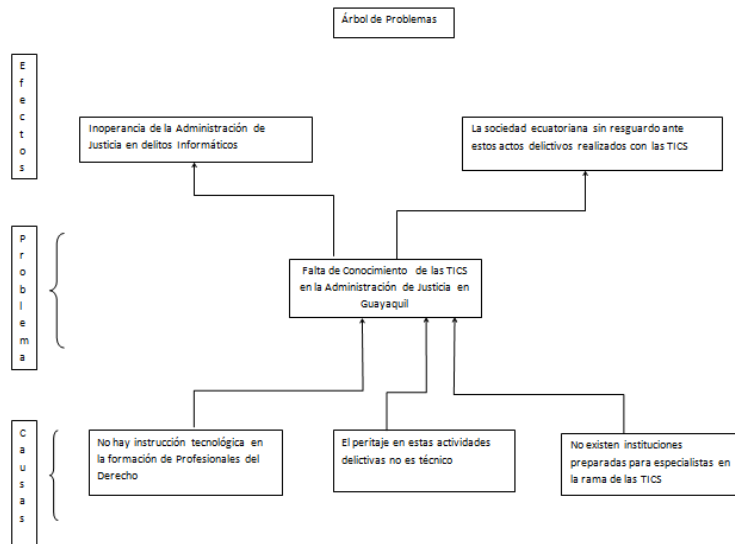 Árbol de Problemas
Efectos
Inoperancia de la Administración de
Justicia en delitos Informáticos
La sociedad ecuatoriana sin resguardo ante
estos actos delictivos realizados con las TICS
Problema
Falta de Conocimiento de las TICS
en la Administración de Justicia en
Guayaquil
Causas
No hay instrucción tecnológica en
la formación de Profesionales del
Derecho
El peritaje en estas actividades
delictivas no es técnico
No existen instituciones
preparadas para especialistas en
la rama de las TICS